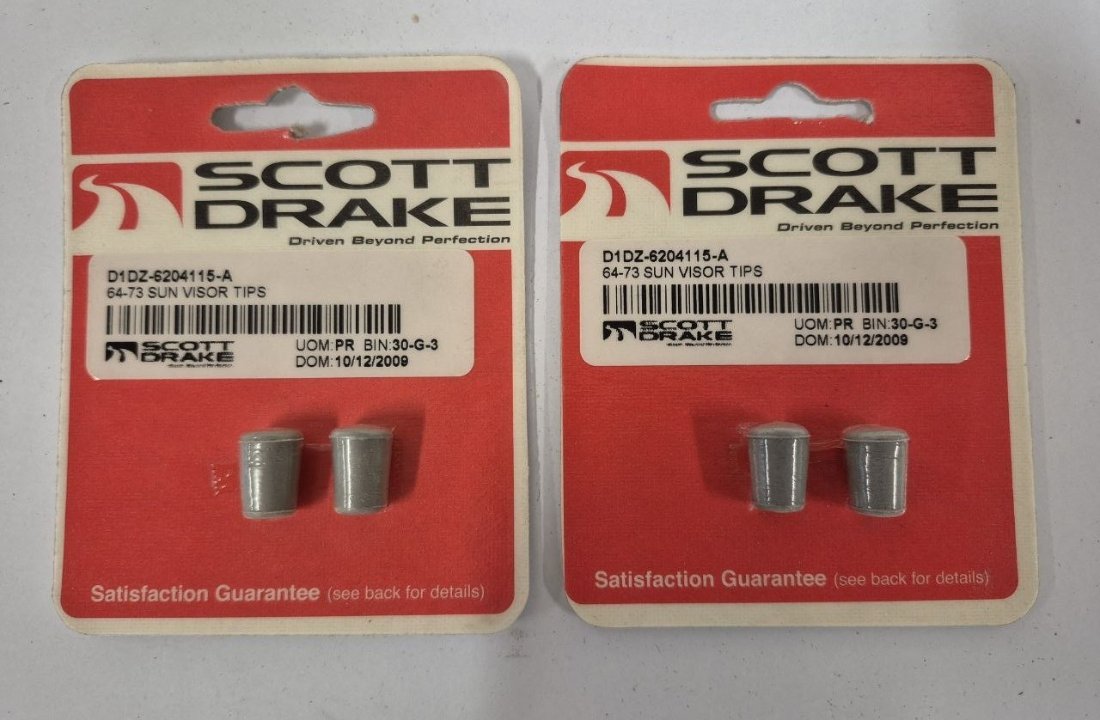 SCOTT
DRAKE
Driven Beyond Perfection
D1DZ-6204115-A
64-73 SUN VISOR TIPS
SCOTT
DRAKE
UOM:PR BIN:30-G-3
DOM:10/12/2009
Satisfaction Guarantee (see back for details)
SCOTT
DRAKE
Driven Beyond Perfection
D1DZ-6204115-A
64-73 SUN VISOR TIPS
SCOTT
DRAKE
UOM:PR BIN:30-G-3
DOM:10/12/2009
Satisfaction Guarantee (see back for details)